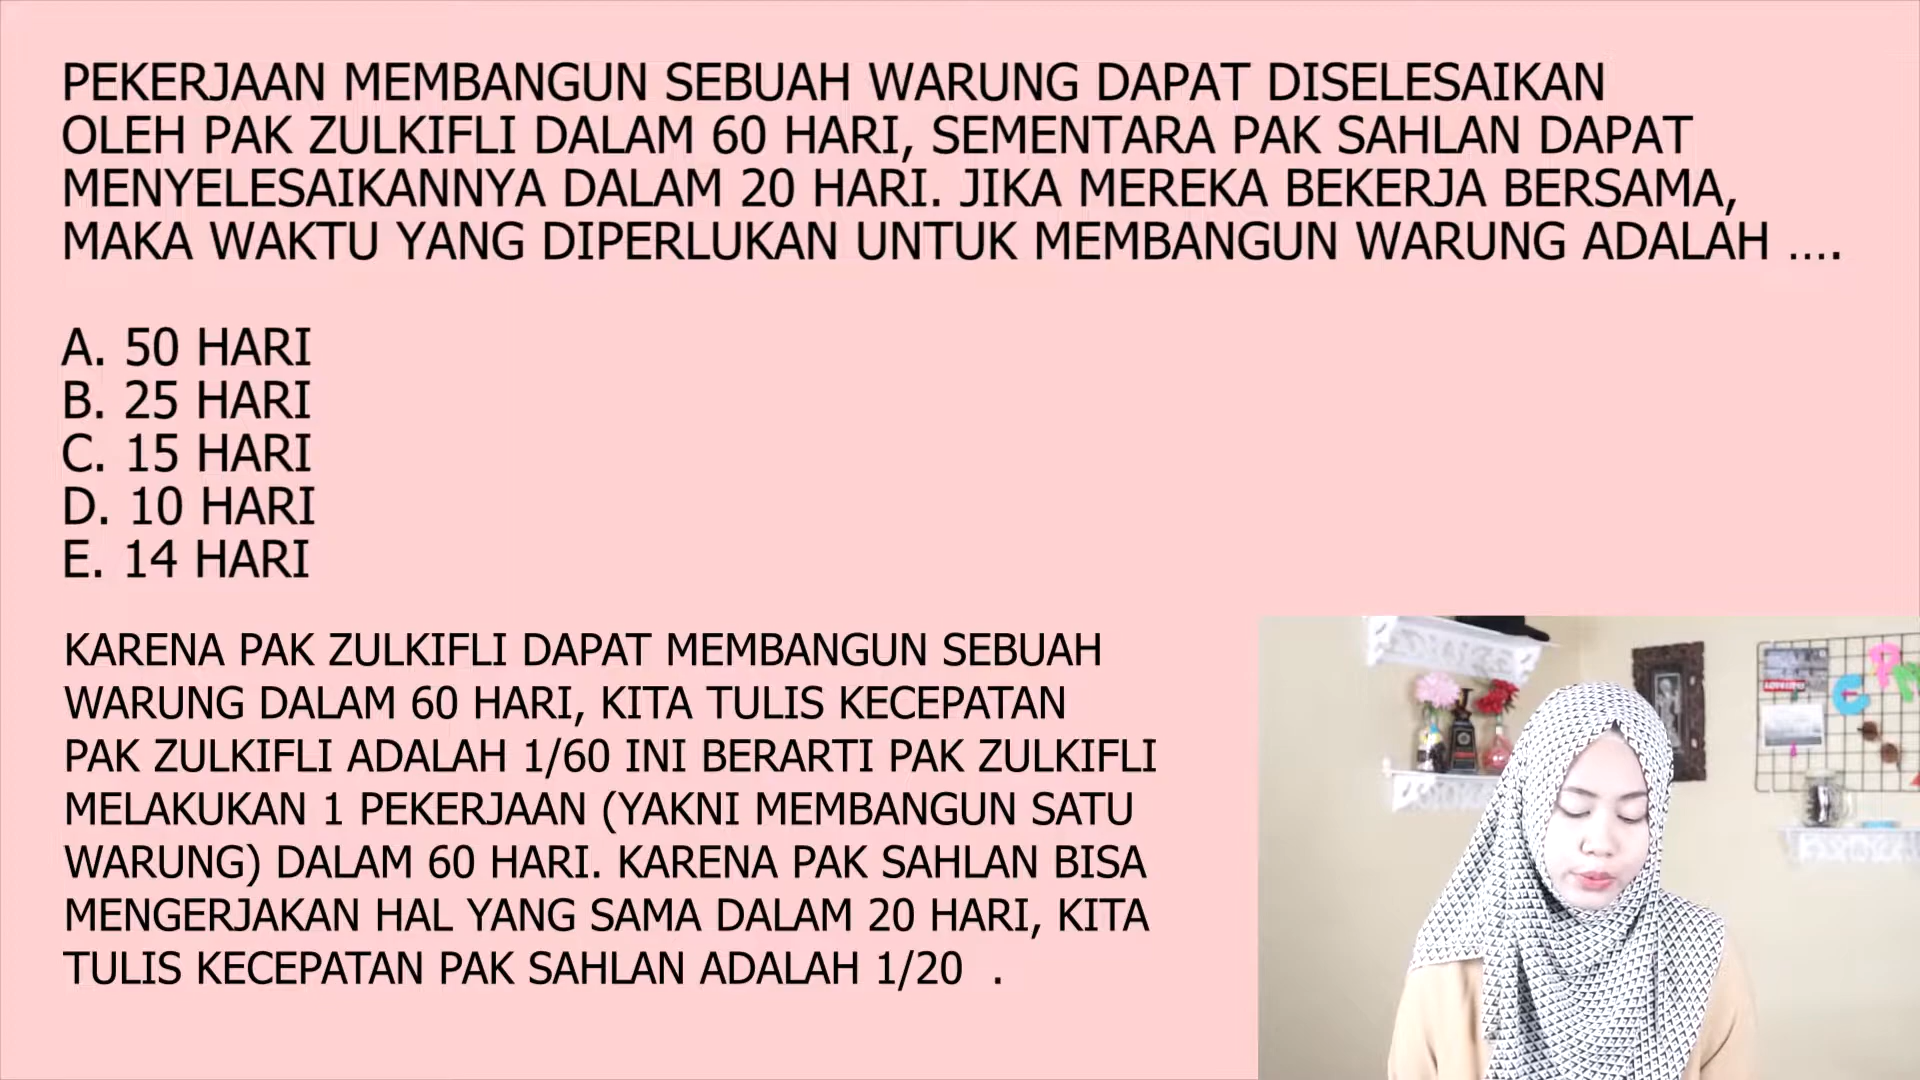 PEKERJAAN MEMBANGUN SEBUAH WARUNG DAPAT DISELESAIKAN
OLEH PAK ZULKIFLI DALAM 60 HARI, SEMENTARA PAK SAHLAN DAPAT
MENYELESAIKANNYA DALAM 20 HARI. JIKA MEREKA BEKERJA BERSAMA,
MAKA WAKTU YANG DIPERLUKAN UNTUK MEMBANGUN WARUNG ADALAH ....
A. 50 HARI
B. 25 HARI
C. 15 HARI
D. 10 HARI
E. 14 HARI
KARENA PAK ZULKIFLI DAPAT MEMBANGUN SEBUAH
WARUNG DALAM 60 HARI, KITA TULIS KECEPATAN
PAK ZULKIFLI ADALAH 1/60 INI BERARTI PAK ZULKIFLI
MELAKUKAN 1 PEKERJAAN (YAKNI MEMBANGUN SATU
WARUNG) DALAM 60 HARI. KARENA PAK SAHLAN BISA
MENGERJAKAN HAL YANG SAMA DALAM 20 HARI, KITA
TULIS KECEPATAN PAK SAHLAN ADALAH 1/20 .